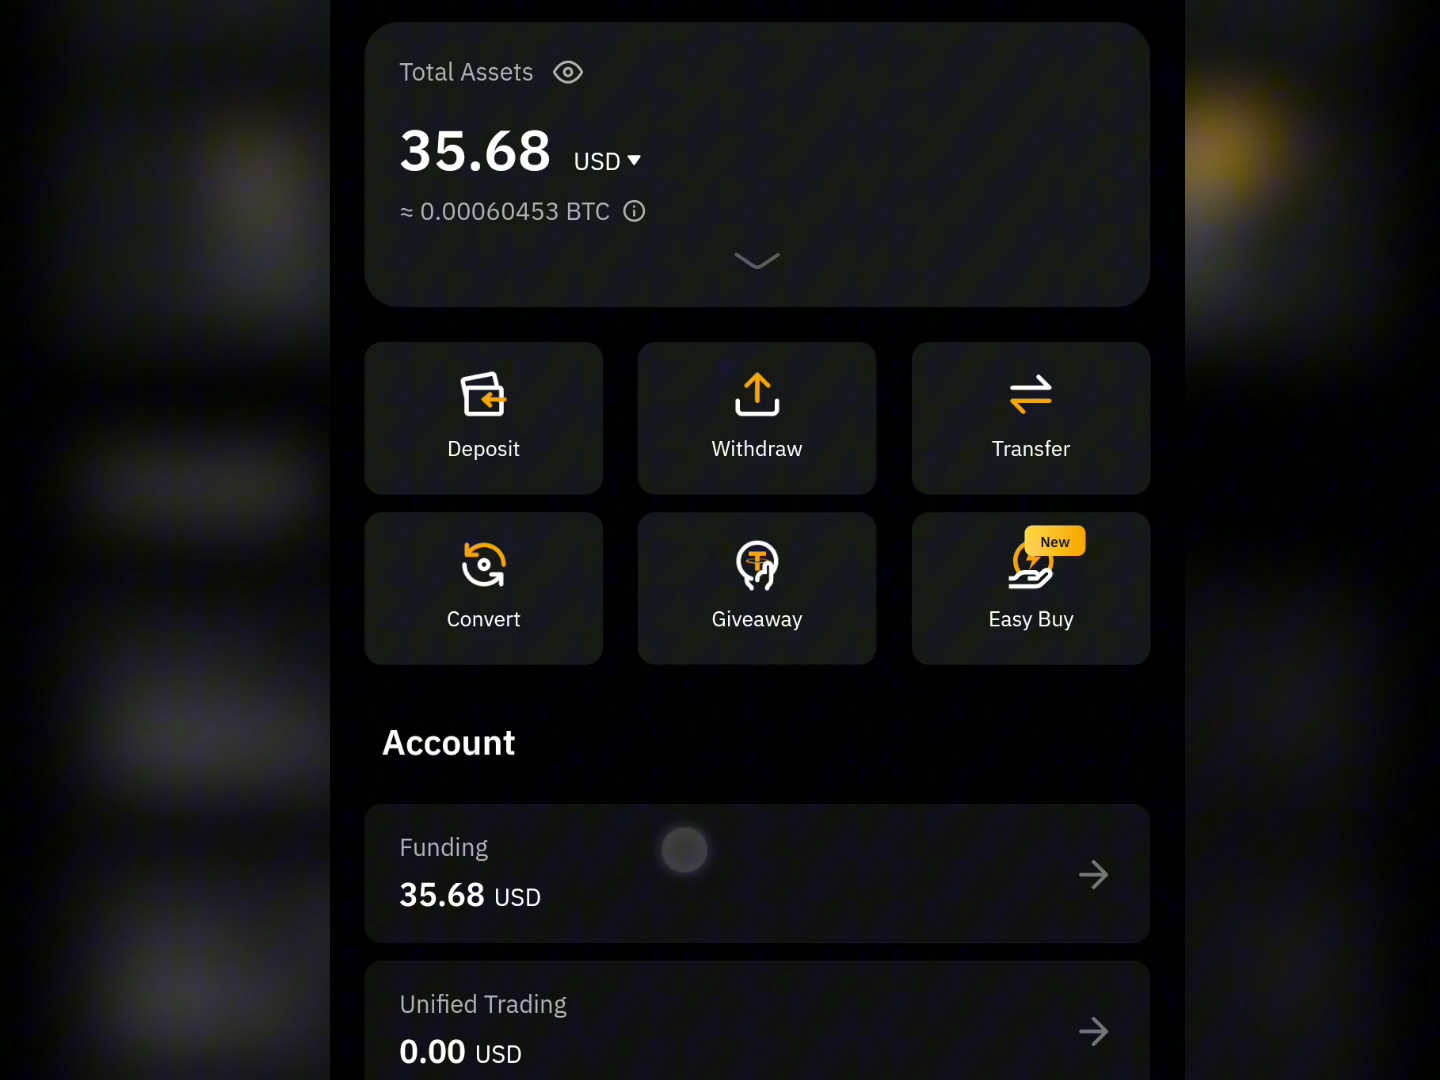 Total Assets
35.68 USD
≈ 0.00060453 BTC
Deposit
Withdraw
Transfer
Convert
Giveaway
New
Easy Buy
Account
Funding
35.68 USD
Unified Trading
0.00 USD